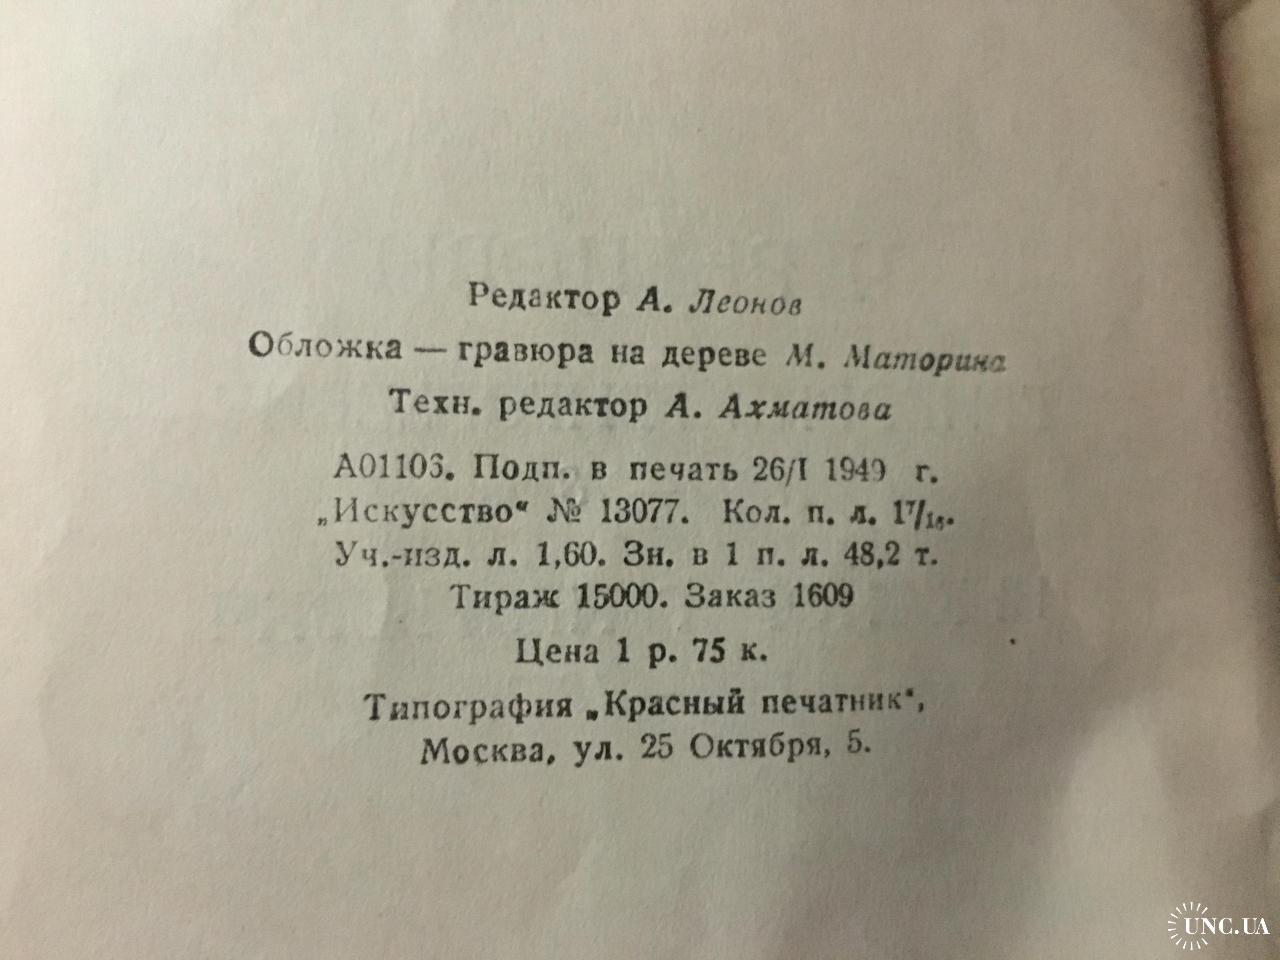 Редактор А. Леонов
Обложка — гравюра на дереве М. Маторина
Техн. редактор А. Ахматова
А01106. Подп. в печать 26/I 1949 г.
„Искусство“ № 13077. Кол. п. л. 1⁷/₁₆.
Уч.-изд. л. 1,60. Зн. в 1 п. л. 48,2 т.
Тираж 15000. Заказ 1609
Цена 1 р. 75 к.
Типография „Красный печатник“,
Москва, ул. 25 Октября, 5.
UNC.UA